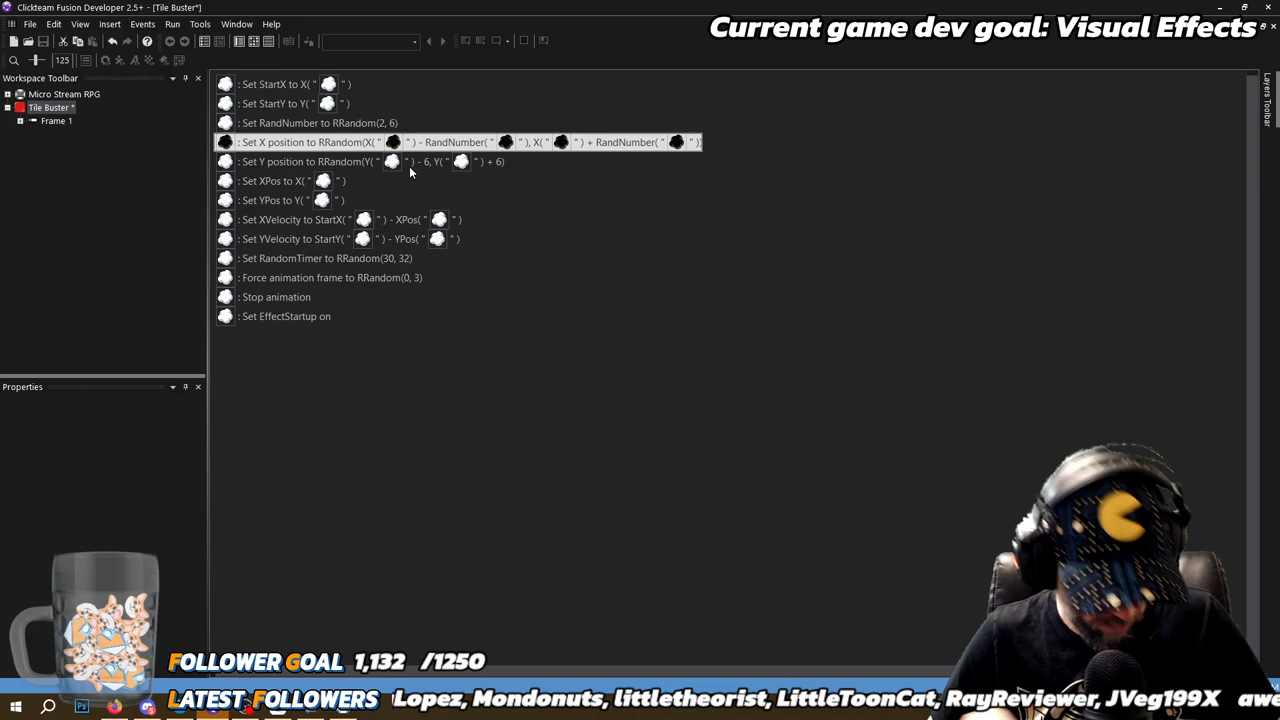 Clickteam Fusion Developer 2.5+ - [Tile Buster*]
File Edit View Insert Events Run Tools Window Help
Current game dev goal: Visual Effects
125
Workspace Toolbar
Micro Stream RPG
Tile Buster *
Frame 1
Properties
Layers Toolbar
: Set StartX to X( " " )
: Set StartY to Y( " " )
: Set RandNumber to RRandom(2, 6)
: Set X position to RRandom(X( " " ) - RandNumber( " " ), X( " " ) + RandNumber( " " ))
: Set Y position to RRandom(Y( " " ) - 6, Y( " " ) + 6)
: Set XPos to X( " " )
: Set YPos to Y( " " )
: Set XVelocity to StartX( " " ) - XPos( " " )
: Set YVelocity to StartY( " " ) - YPos( " " )
: Set RandomTimer to RRandom(30, 32)
: Force animation frame to RRandom(0, 3)
: Stop animation
: Set EffectStartup on
Follower Goal 1,132 /1250
Latest Followers Lopez, Mondonuts, littletheorist, LittleToonCat, RayReviewer, JVeg199X awe